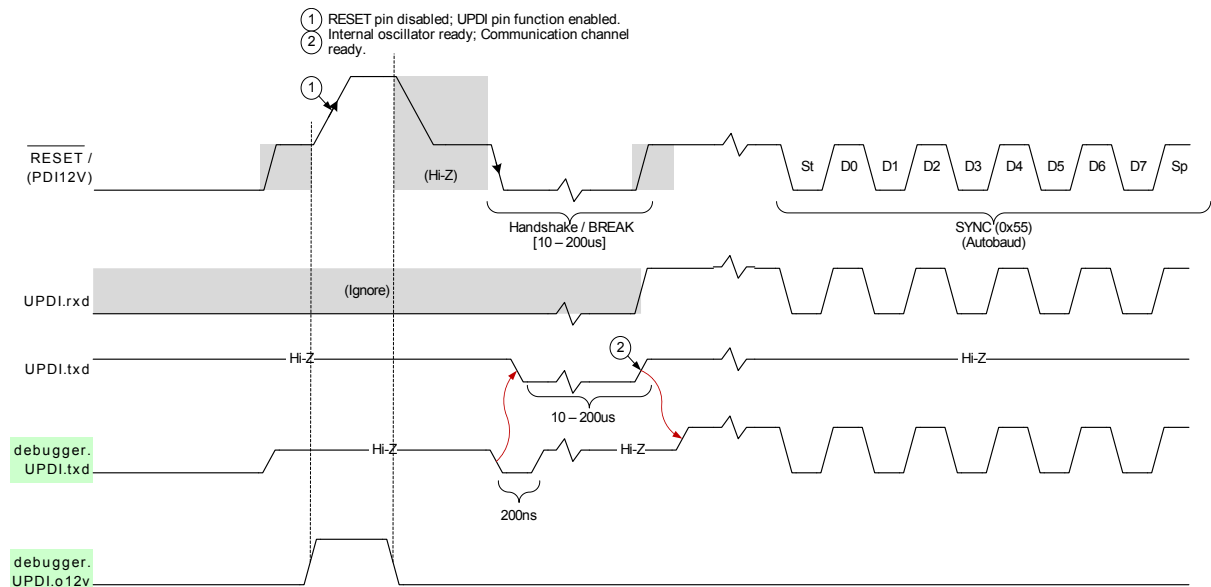 1 RESET pin disabled; UPDI pin function enabled.
2 Internal oscillator ready; Communication channel
ready.
1
RESET /
(PDI12V)
(Hi-Z)
St D0 D1 D2 D3 D4 D5 D6 D7 Sp
Handshake / BREAK
[10 – 200us]
SYNC (0x55)
(Autobaud)
UPDI.rxd
(Ignore)
UPDI.txd
Hi-Z
2
Hi-Z
10 – 200us
debugger.
UPDI.txd
Hi-Z
Hi-Z
200ns
debugger.
UPDI.o12v